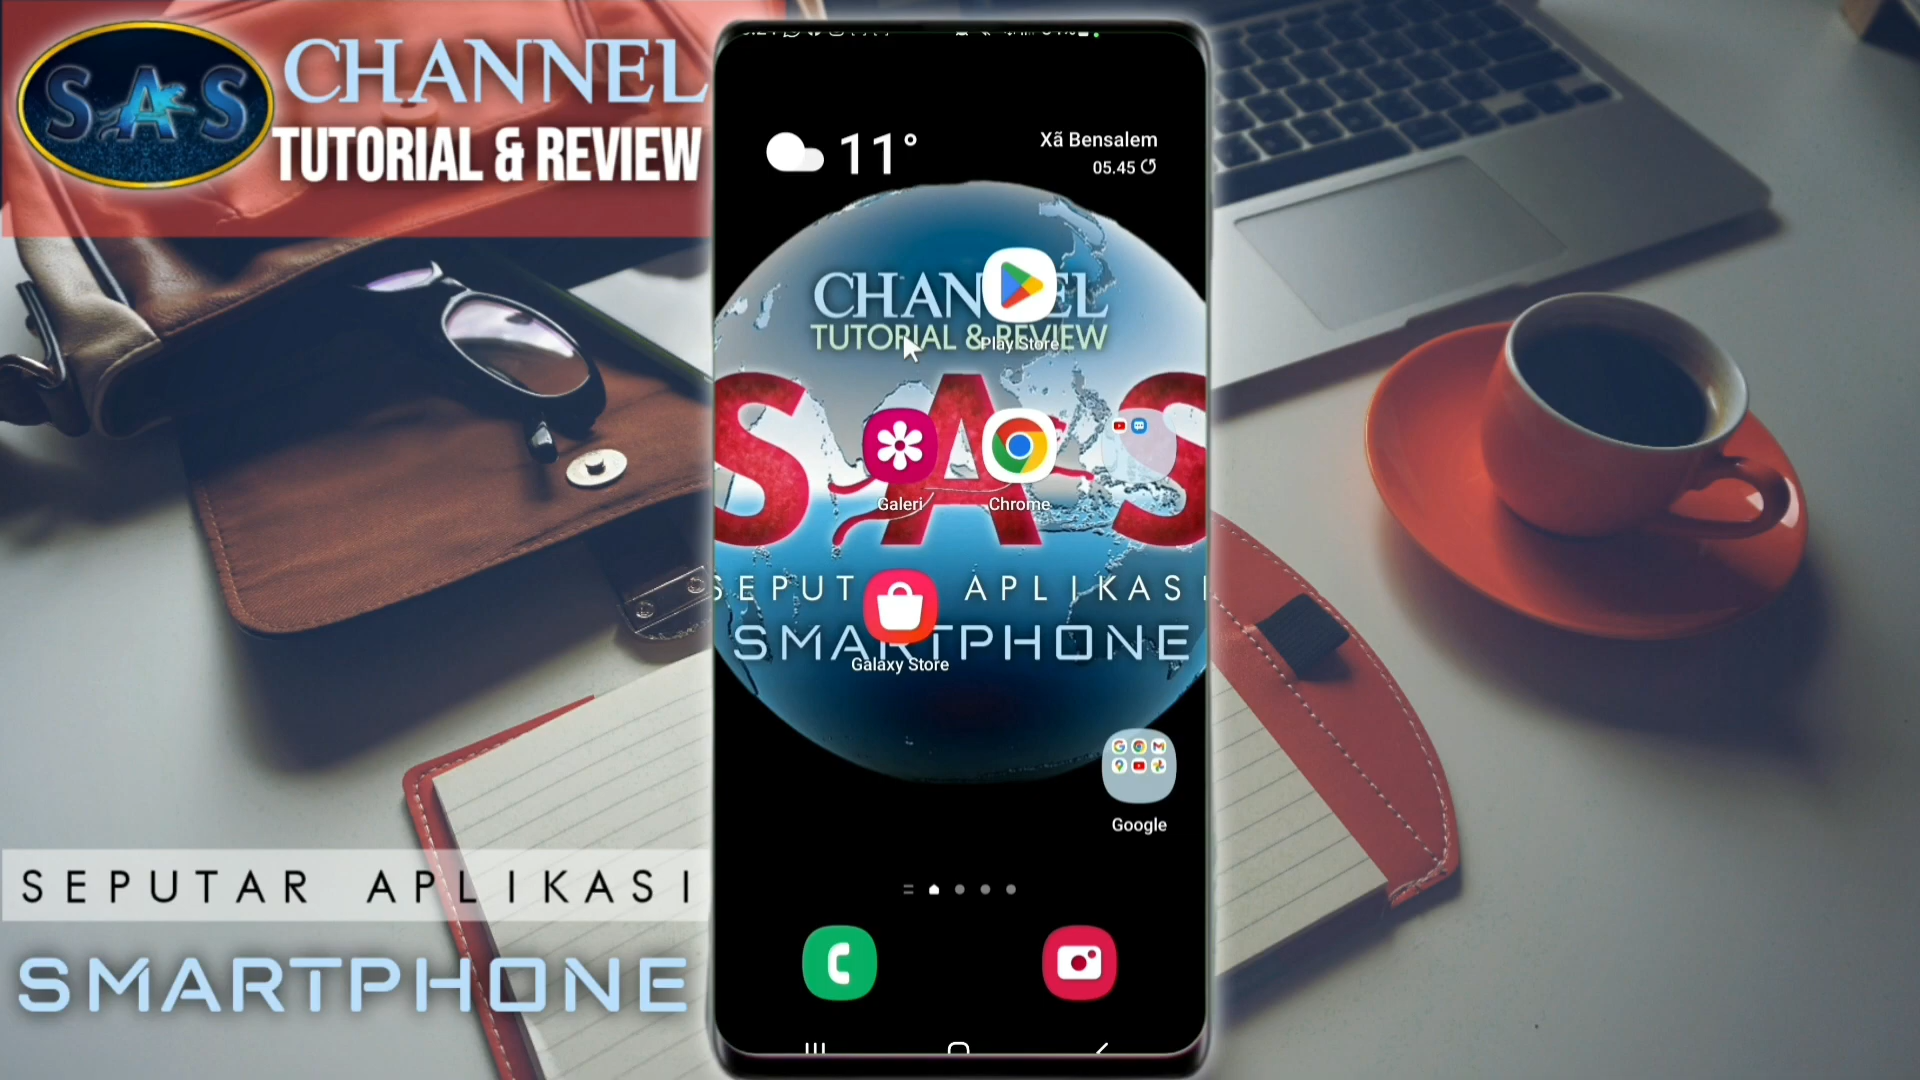 SAS
CHANNEL
TUTORIAL & REVIEW
11°
Xã Bensalem
05.45
CHANNEL
TUTORIAL & REVIEW
Play Store
SAS
Galeri
Chrome
SEPUT APLIKASI
SMARTPHONE
Galaxy Store
Google
SEPUTAR APLIKASI
SMARTPHONE